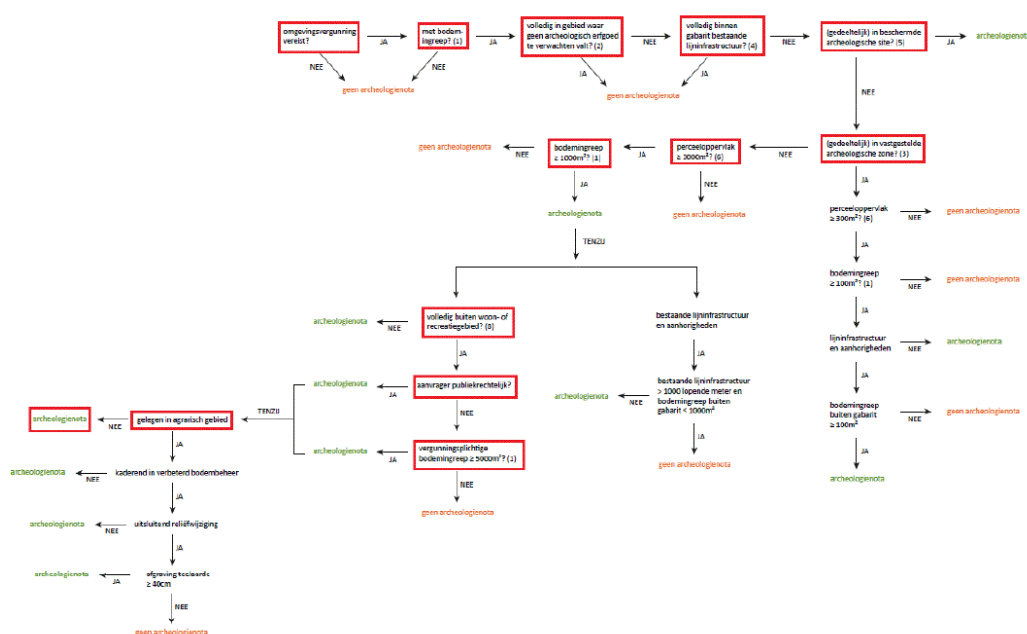 omgevingsvergunning
vereist?
JA
met bodem-
ingreep? (1)
JA
volledig in gebied waar
geen archeologisch erfgoed
te verwachten valt? (2)
NEE
volledig binnen
gabarit bestaande
lijninfrastructuur? (4)
NEE
(gedeeltelijk) in beschermde
archeologische site? (5)
JA
archeologienota
NEE
NEE
JA
JA
geen archeologienota
geen archeologienota
NEE
geen archeologienota
NEE
bodemingreep
≥ 1000m²? (1)
JA
perceeloppervlak
≥ 3000m²? (6)
NEE
(gedeeltelijk) in vastgestelde
archeologische zone? (3)
JA
NEE
JA
archeologienota
geen archeologienota
perceeloppervlak
≥ 300m²? (6)
NEE
geen archeologienota
TENZIJ
JA
bodemingreep
≥ 100m²? (1)
NEE
geen archeologienota
archeologienota
NEE
volledig buiten woon- of
recreatiegebied? (8)
bestaande lijninfrastructuur
en aanhorigheden
JA
lijninfrastructuur
en aanhorigheden
NEE
archeologienota
JA
JA
JA
archeologienota
JA
aanvrager publiekrechtelijk?
archeologienota
NEE
bestaande lijninfrastructuur
> 1000 lopende meter en
bodemingreep buiten
gabarit < 1000m²
bodemingreep
buiten gabarit
≥ 100m²
NEE
geen archeologienota
archeologienota
NEE
gelegen in agrarisch gebied
TENZIJ
NEE
JA
archeologienota
JA
vergunningsplichtige
bodemingreep ≥ 5000m²? (1)
JA
geen archeologienota
JA
archeologienota
archeologienota
NEE
kaderend in verbeterd bodembeheer
NEE
geen archeologienota
JA
archeologienota
NEE
uitsluitend reliëfwijziging
JA
archeologienota
JA
afgraving teelaarde
≥ 40cm
NEE
geen archeologienota